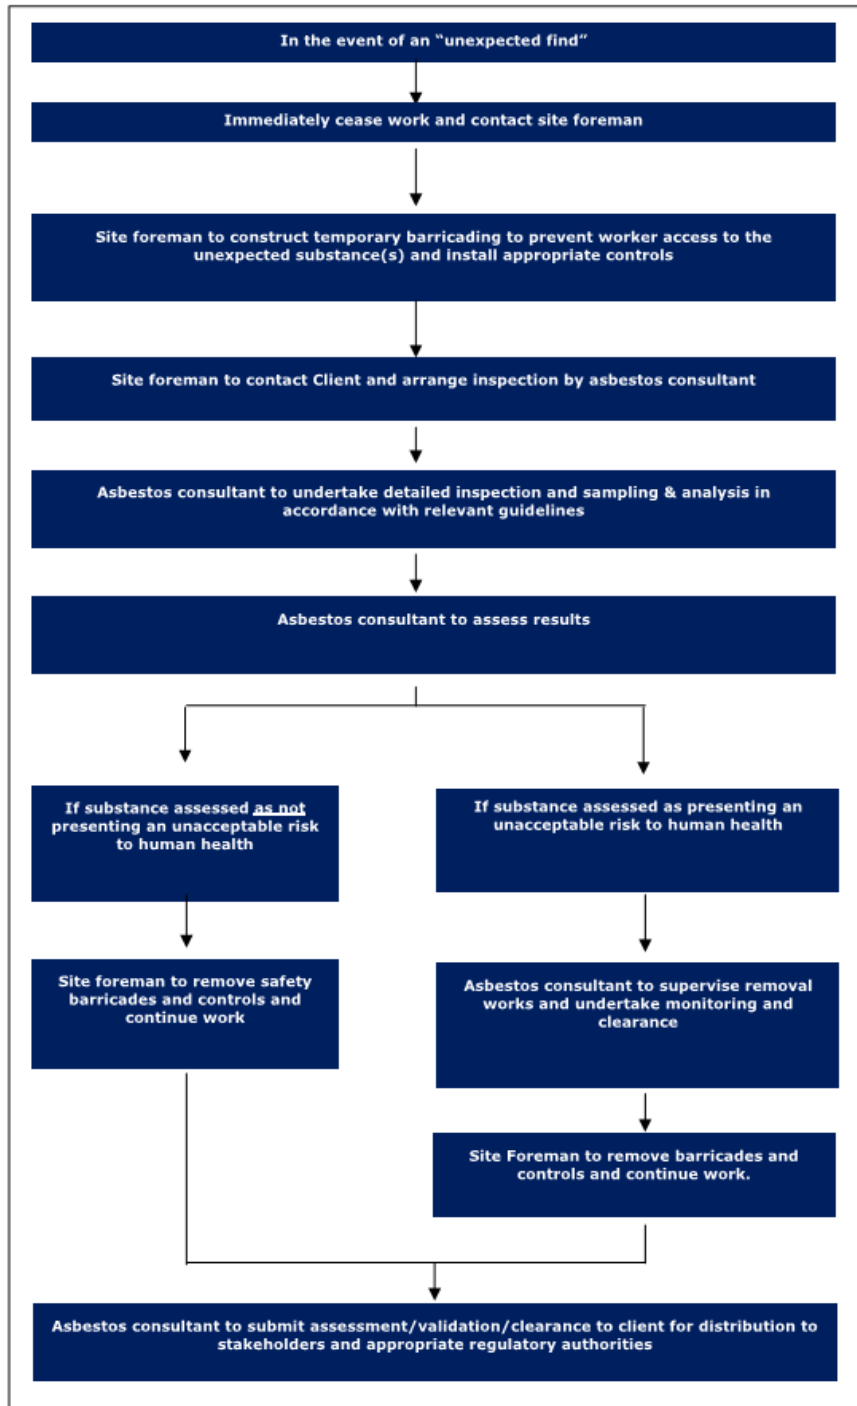 In the event of an “unexpected find”
Immediately cease work and contact site foreman
Site foreman to construct temporary barricading to prevent worker access to the
unexpected substance(s) and install appropriate controls
Site foreman to contact Client and arrange inspection by asbestos consultant
Asbestos consultant to undertake detailed inspection and sampling & analysis in
accordance with relevant guidelines
Asbestos consultant to assess results
If substance assessed as not
presenting an unacceptable risk
to human health
If substance assessed as presenting an
unacceptable risk to human health
Site foreman to remove safety
barricades and controls and
continue work
Asbestos consultant to supervise removal
works and undertake monitoring and
clearance
Site Foreman to remove barricades and
controls and continue work.
Asbestos consultant to submit assessment/validation/clearance to client for distribution to
stakeholders and appropriate regulatory authorities